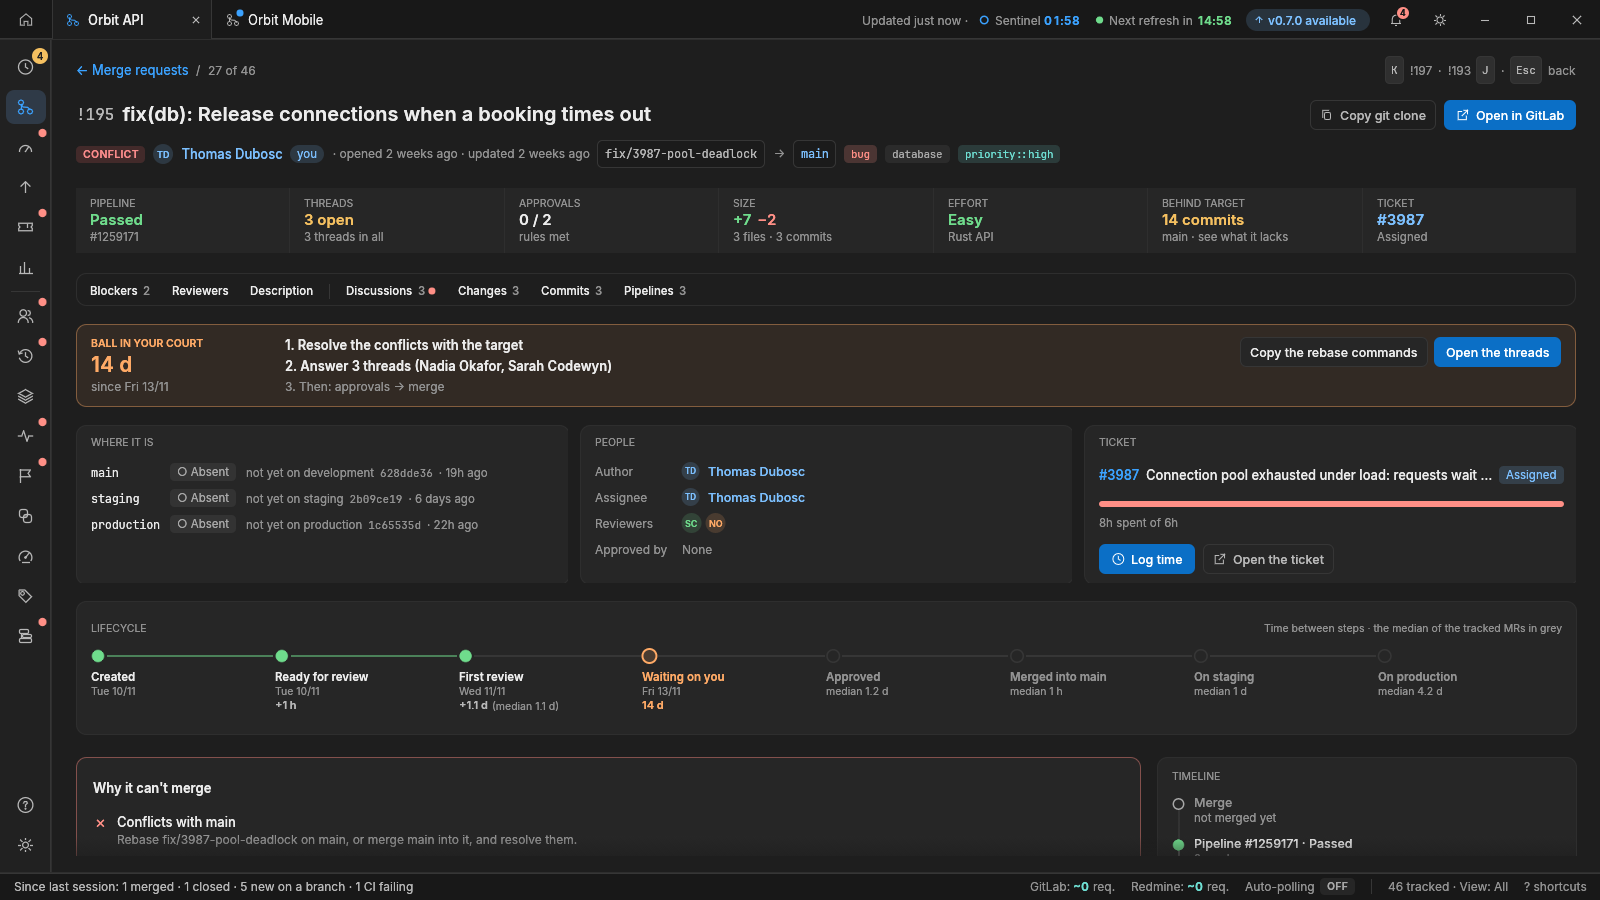 Orbit API
Orbit Mobile
Updated just now · Sentinel 01:58 Next refresh in 14:58 ↑ v0.7.0 available 4
4
← Merge requests / 27 of 46
K !197 · !193 J · Esc back
!195 fix(db): Release connections when a booking times out
Copy git clone
Open in GitLab
CONFLICT TD Thomas Dubosc you · opened 2 weeks ago · updated 2 weeks ago fix/3987-pool-deadlock → main bug database priority::high
PIPELINE
Passed
#1259171
THREADS
3 open
3 threads in all
APPROVALS
0 / 2
rules met
SIZE
+7 −2
3 files · 3 commits
EFFORT
Easy
Rust API
BEHIND TARGET
14 commits
main · see what it lacks
TICKET
#3987
Assigned
Blockers 2 Reviewers Description Discussions 3 Changes 3 Commits 3 Pipelines 3
BALL IN YOUR COURT
14 d
since Fri 13/11
1. Resolve the conflicts with the target
2. Answer 3 threads (Nadia Okafor, Sarah Codewyn)
3. Then: approvals → merge
Copy the rebase commands
Open the threads
WHERE IT IS
main Absent not yet on development 628dde36 · 19h ago
staging Absent not yet on staging 2b09ce19 · 6 days ago
production Absent not yet on production 1c65535d · 22h ago
PEOPLE
Author TD Thomas Dubosc
Assignee TD Thomas Dubosc
Reviewers SC NO
Approved by None
TICKET
#3987 Connection pool exhausted under load: requests wait ... Assigned
8h spent of 6h
Log time
Open the ticket
LIFECYCLE
Time between steps · the median of the tracked MRs in grey
Created
Tue 10/11
Ready for review
Tue 10/11
+1 h
First review
Wed 11/11
+1.1 d (median 1.1 d)
Waiting on you
Fri 13/11
14 d
Approved
median 1.2 d
Merged into main
median 1 h
On staging
median 1 d
On production
median 4.2 d
Why it can't merge
Conflicts with main
Rebase fix/3987-pool-deadlock on main, or merge main into it, and resolve them.
TIMELINE
Merge
not merged yet
Pipeline #1259171 · Passed
Since last session: 1 merged · 1 closed · 5 new on a branch · 1 CI failing
GitLab: ~0 req. Redmine: ~0 req. Auto-polling OFF 46 tracked · View: All ? shortcuts